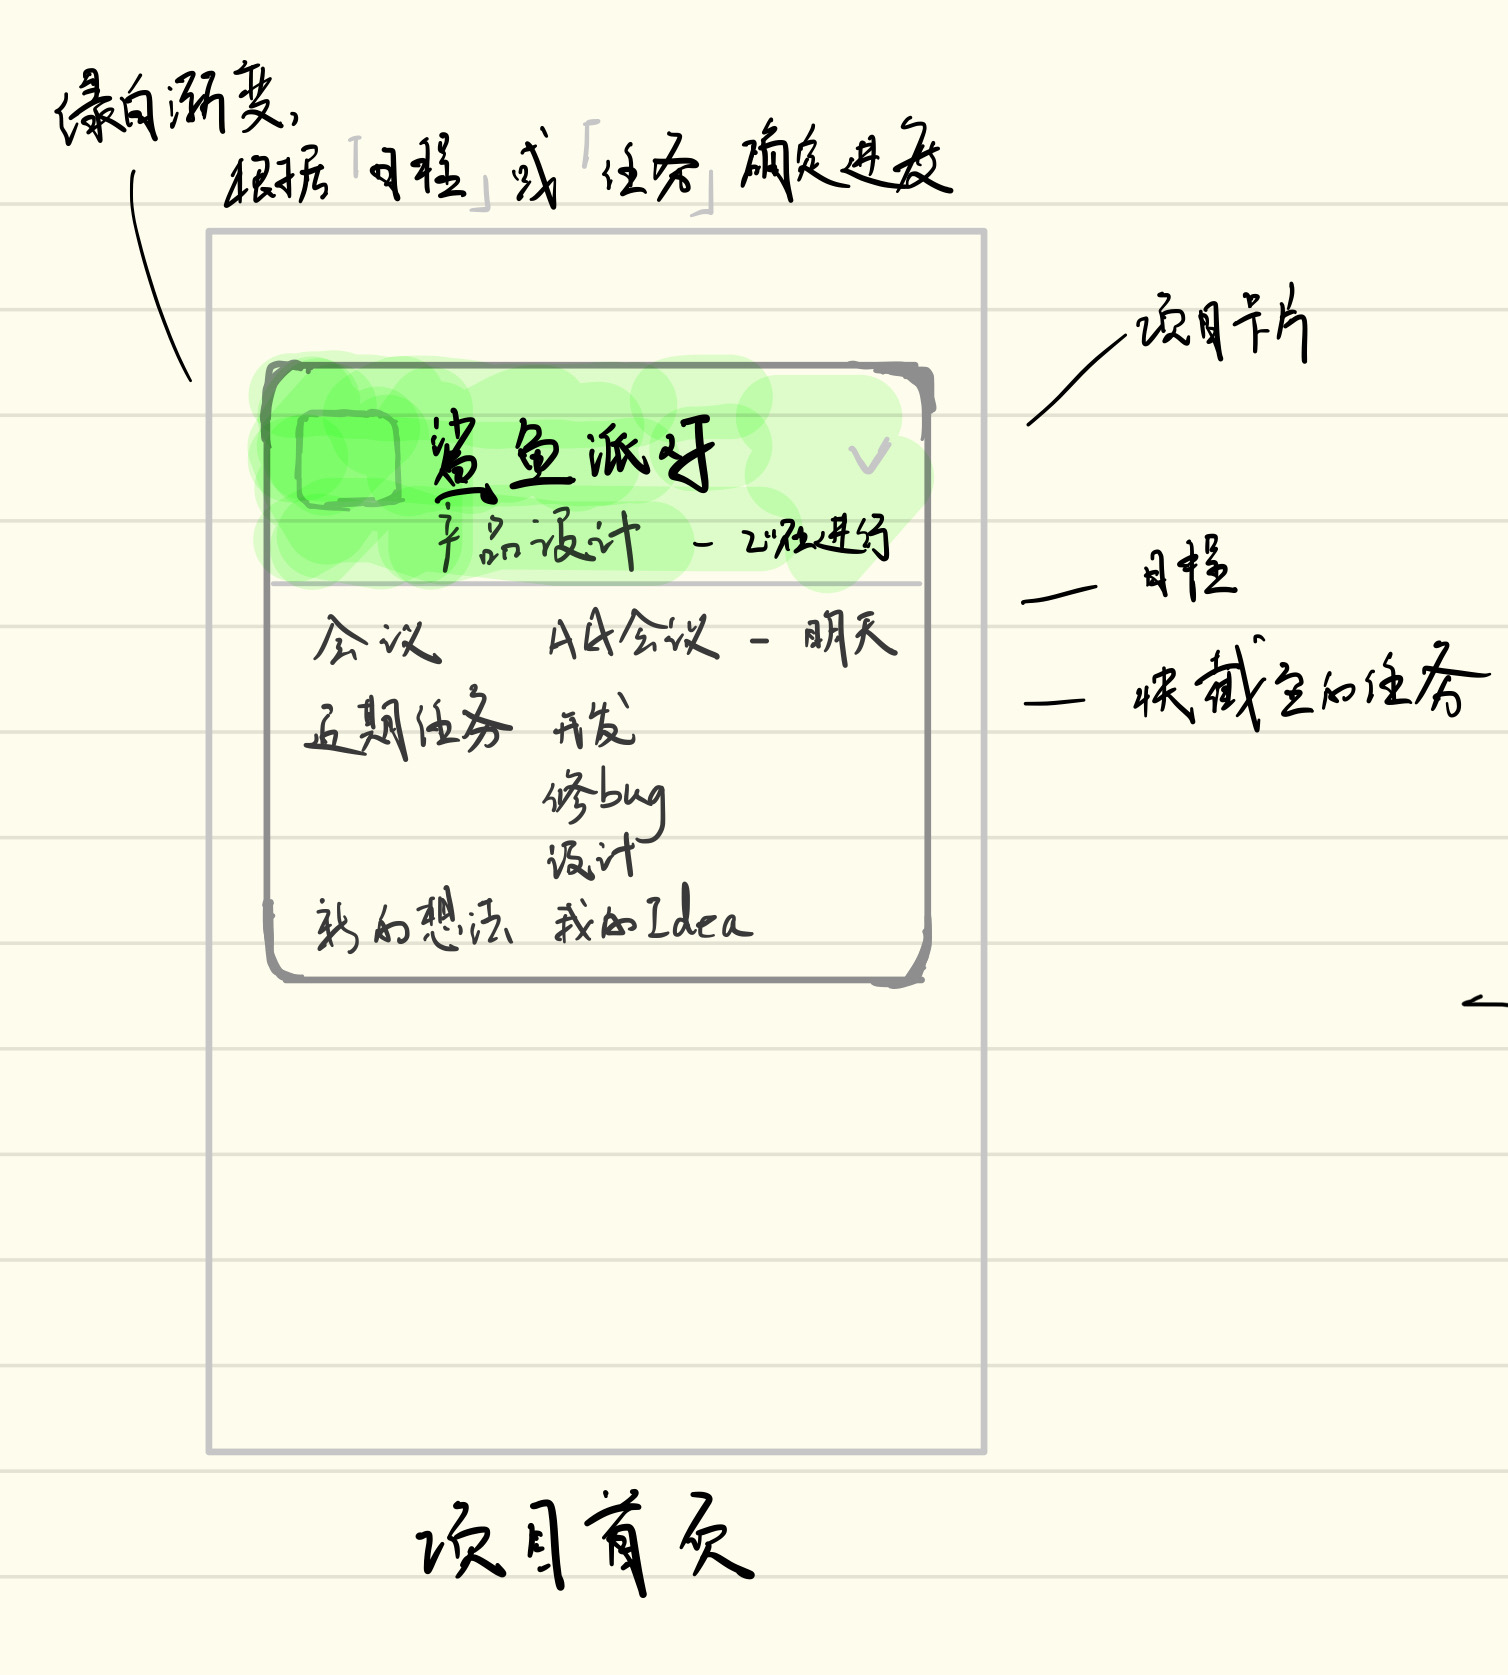 绿白渐变，
根据「日程」或「任务」确定进度
项目卡片
鲨鱼派对
产品设计 - 正在进行
日程
会议 AA会议 - 明天
快截至的任务
近期任务 开发
修bug
设计
新的想法 我的Idea
项目首页